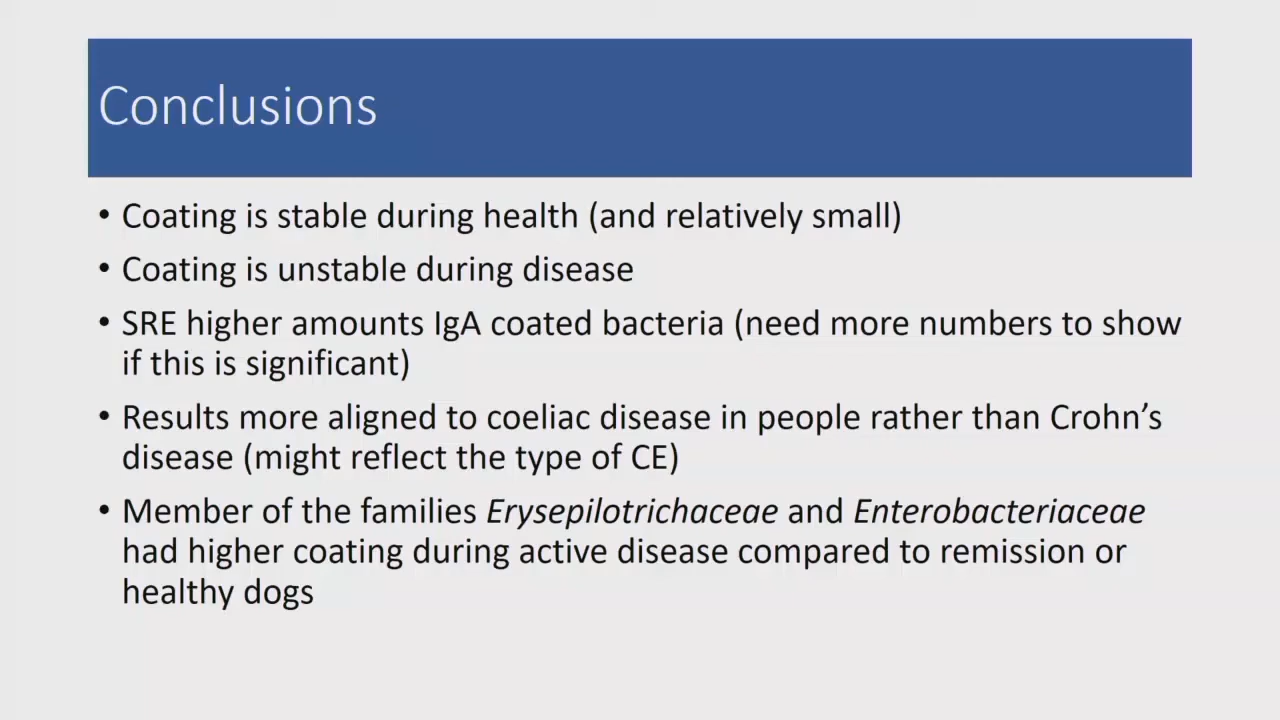 Conclusions
• Coating is stable during health (and relatively small)
• Coating is unstable during disease
• SRE higher amounts IgA coated bacteria (need more numbers to show
if this is significant)
• Results more aligned to coeliac disease in people rather than Crohn’s
disease (might reflect the type of CE)
• Member of the families Erysepilotrichaceae and Enterobacteriaceae
had higher coating during active disease compared to remission or
healthy dogs